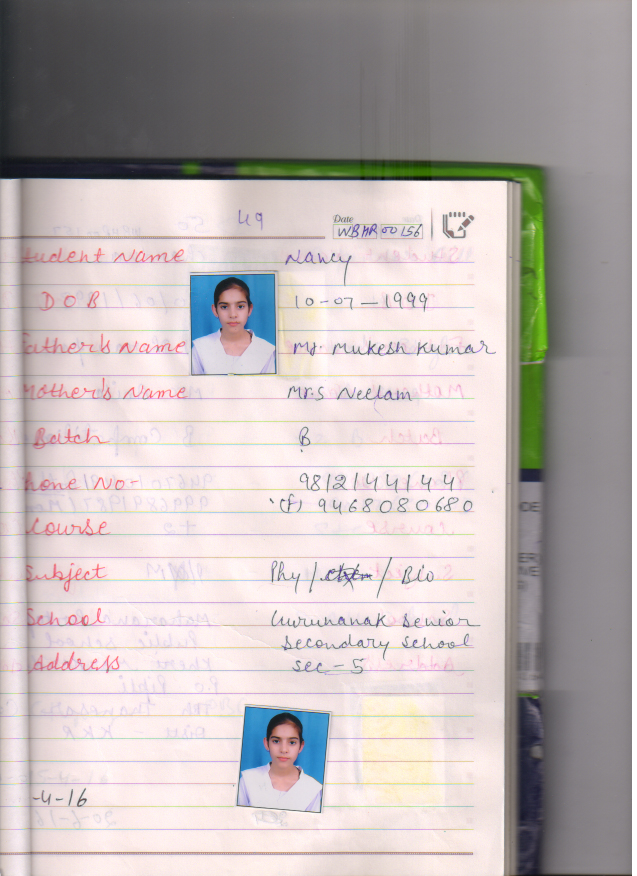 49
Date
WBHR00156
tudent Name Nancy
DOB 10-07-1999
Father's Name Mr. Mukesh Kumar
Mother's Name Mrs Neelam
Batch B
hone No- 9812144144
(f) 9468080680
Course
Subject Phy / chem / Bio
School Gurunanak Senior
Secondary School
Address sec-5
-4-16